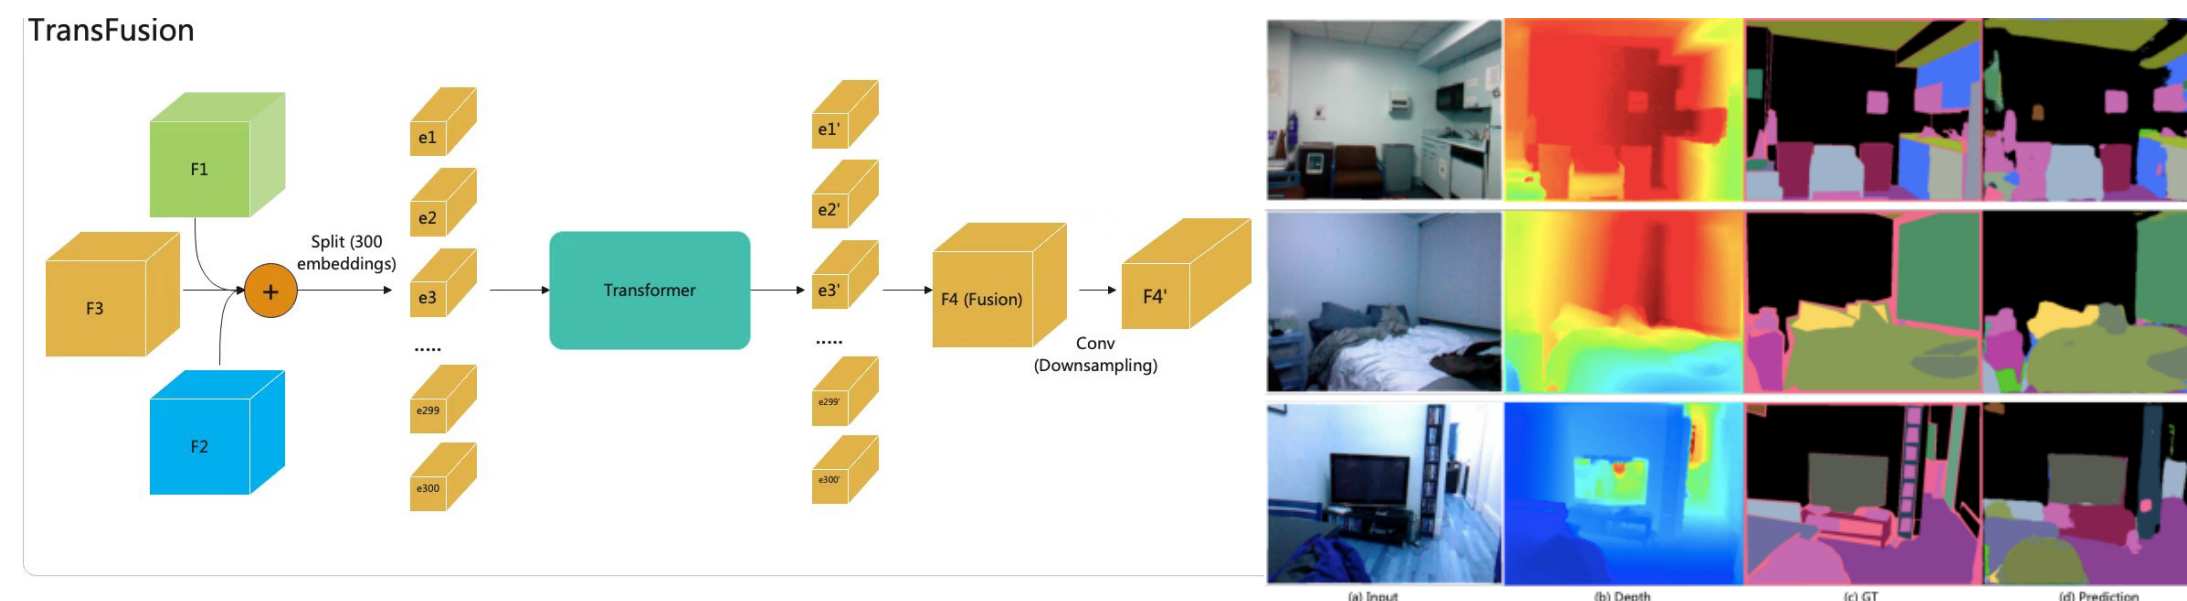 TransFusion
F1
F3
F2
+
Split (300
embeddings)
e1
e2
e3
.....
e299
e300
Transformer
e1'
e2'
e3'
.....
e299'
e300'
F4 (Fusion)
Conv
(Downsampling)
F4'
(a) Input
(b) Depth
(c) GT
(d) Prediction